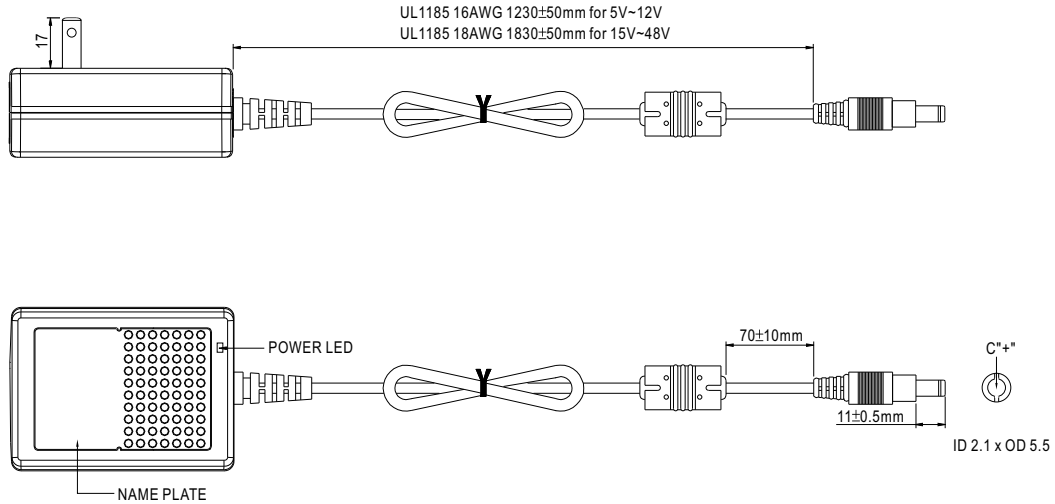 UL1185 16AWG 1230±50mm for 5V~12V
UL1185 18AWG 1830±50mm for 15V~48V
17
POWER LED
70±10mm
C"+"
11±0.5mm
ID 2.1 x OD 5.5
NAME PLATE